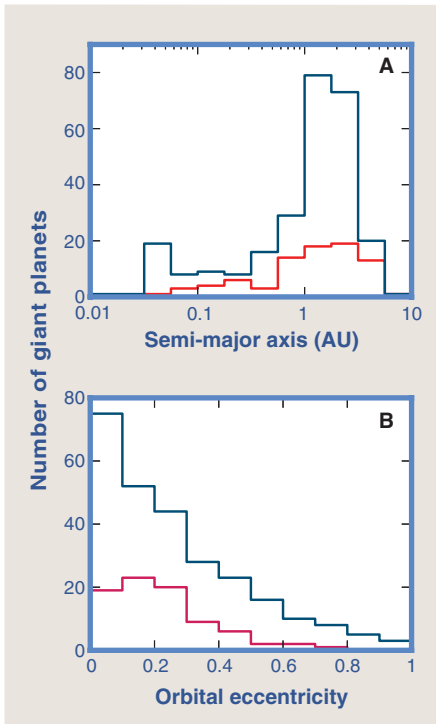 Number of giant planets
A
80
60
40
20
0
0.01 0.1 1 10
Semi-major axis (AU)
B
80
60
40
20
0
0 0.2 0.4 0.6 0.8 1
Orbital eccentricity